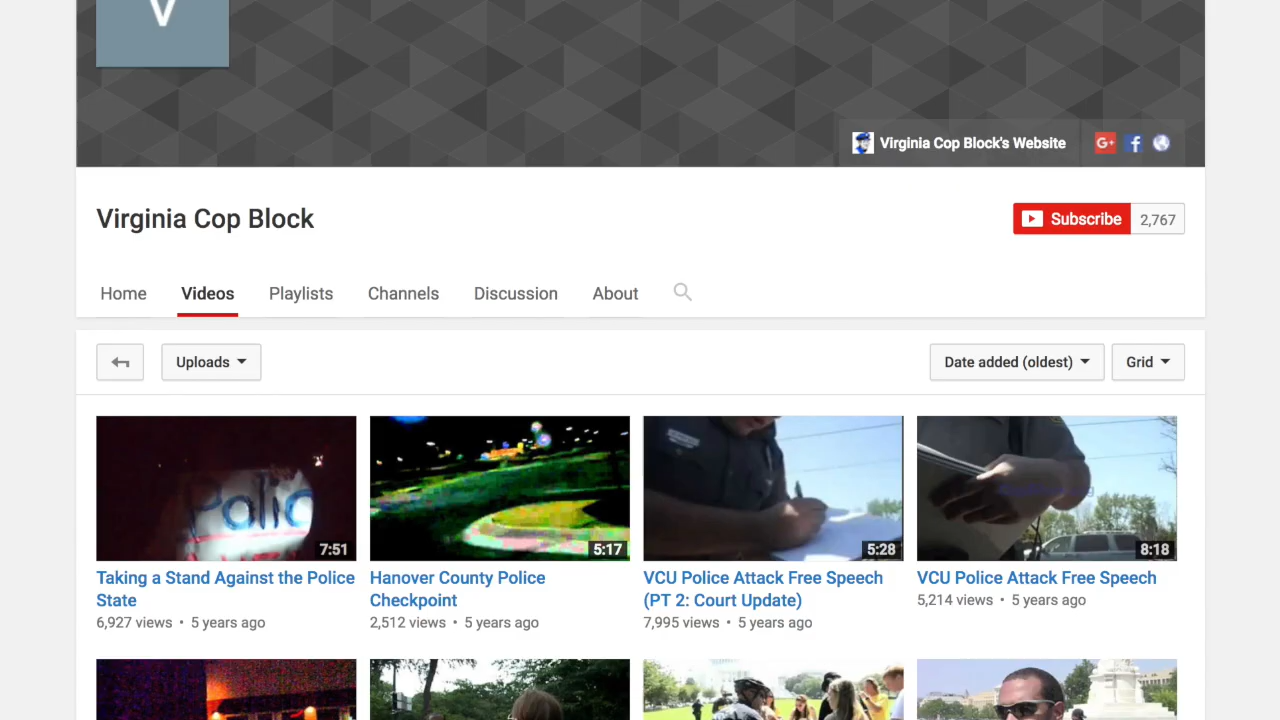 V
Virginia Cop Block's Website
G+ f
Virginia Cop Block
Subscribe 2,767
Home Videos Playlists Channels Discussion About
Uploads Date added (oldest) Grid
Polic
7:51 5:17 5:28 8:18
Taking a Stand Against the Police State
6,927 views • 5 years ago
Hanover County Police Checkpoint
2,512 views • 5 years ago
VCU Police Attack Free Speech (PT 2: Court Update)
7,995 views • 5 years ago
VCU Police Attack Free Speech
5,214 views • 5 years ago